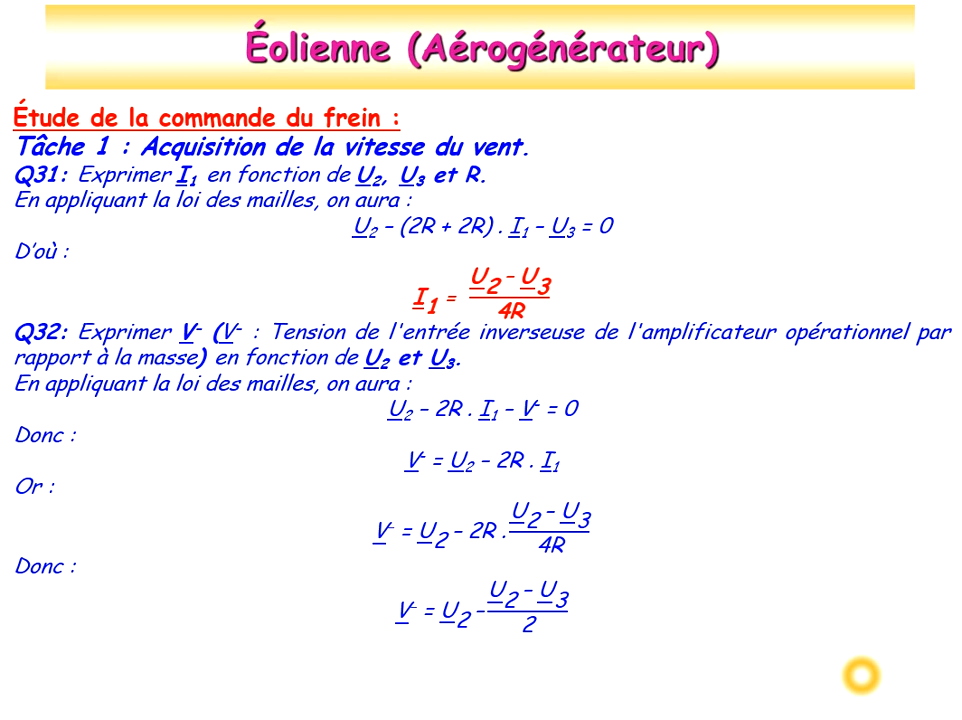 Éolienne (Aérogénérateur)
Étude de la commande du frein :
Tâche 1 : Acquisition de la vitesse du vent.
Q31: Exprimer I₁ en fonction de U₂, U₃ et R.
En appliquant la loi des mailles, on aura :
U₂ – (2R + 2R) . I₁ – U₃ = 0
D’où :
I₁ = (U₂ – U₃) / 4R
Q32: Exprimer V⁻ (V⁻ : Tension de l'entrée inverseuse de l'amplificateur opérationnel par
rapport à la masse) en fonction de U₂ et U₃.
En appliquant la loi des mailles, on aura :
U₂ – 2R . I₁ – V⁻ = 0
Donc :
V⁻ = U₂ – 2R . I₁
Or :
V⁻ = U₂ – 2R . (U₂ – U₃) / 4R
Donc :
V⁻ = U₂ – (U₂ – U₃) / 2